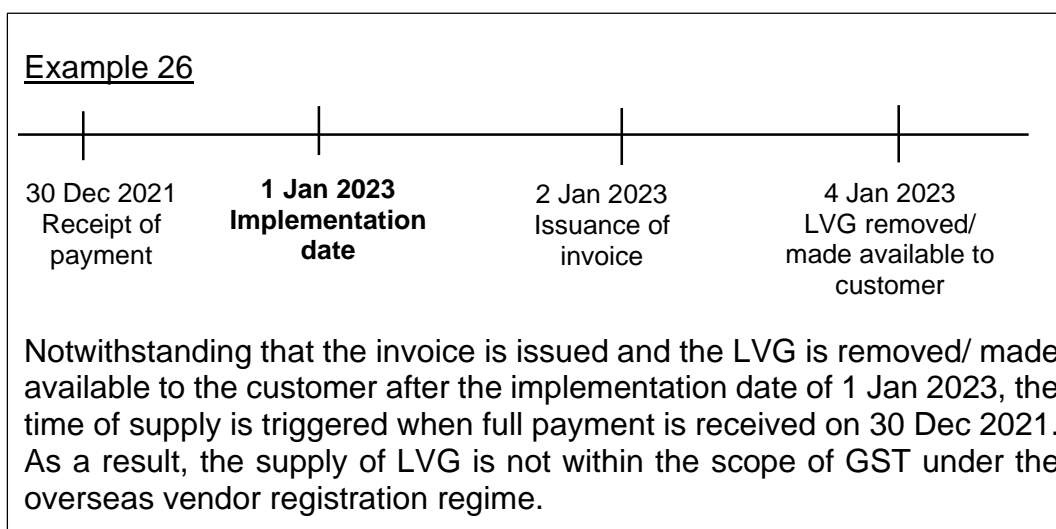 Example 26
30 Dec 2021
Receipt of
payment
1 Jan 2023
Implementation
date
2 Jan 2023
Issuance of
invoice
4 Jan 2023
LVG removed/
made available to
customer
Notwithstanding that the invoice is issued and the LVG is removed/ made
available to the customer after the implementation date of 1 Jan 2023, the
time of supply is triggered when full payment is received on 30 Dec 2021.
As a result, the supply of LVG is not within the scope of GST under the
overseas vendor registration regime.